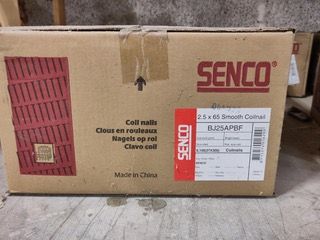 SENCO®
2.5 x 65 Smooth Coilnail
BJ25APBF
SENCO
Coilnails
Coil nails
Clous en rouleaux
Nagels op rol
Clavo coil
Made in China